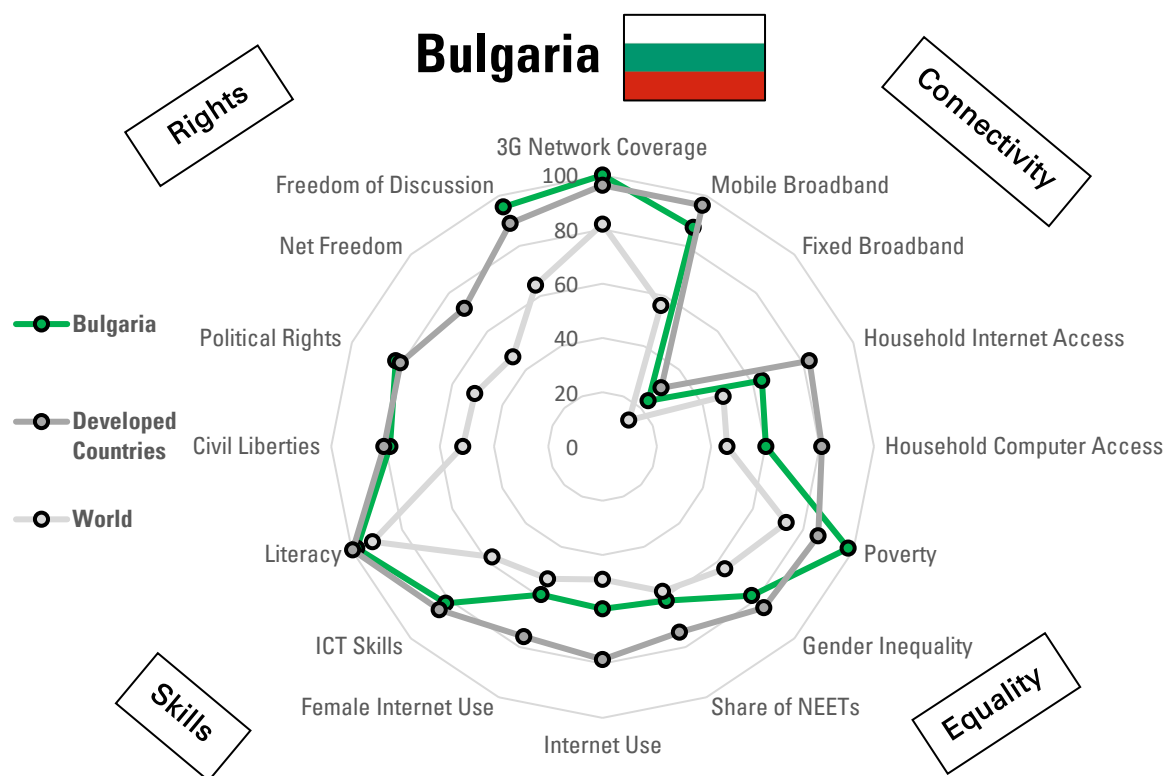 Bulgaria
Rights
Connectivity
3G Network Coverage
Freedom of Discussion
Mobile Broadband
Net Freedom
Fixed Broadband
Political Rights
Household Internet Access
Civil Liberties
Household Computer Access
Literacy
Poverty
ICT Skills
Gender Inequality
Female Internet Use
Share of NEETs
Internet Use
100
80
60
40
20
0
Bulgaria
Developed
Countries
World
Skills
Equality